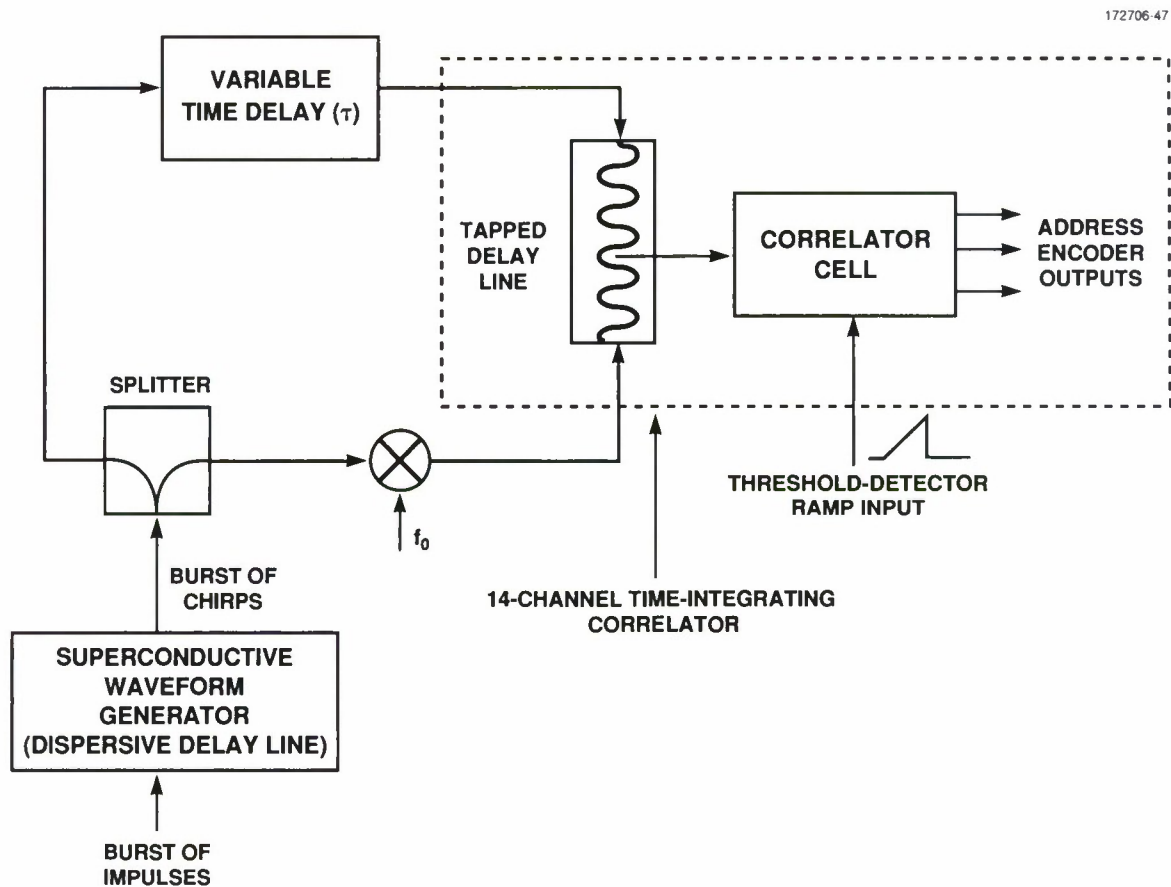 172706-47
VARIABLE
TIME DELAY (τ)
TAPPED
DELAY
LINE
CORRELATOR
CELL
ADDRESS
ENCODER
OUTPUTS
SPLITTER
f₀
THRESHOLD-DETECTOR
RAMP INPUT
BURST OF
CHIRPS
14-CHANNEL TIME-INTEGRATING
CORRELATOR
SUPERCONDUCTIVE
WAVEFORM
GENERATOR
(DISPERSIVE DELAY LINE)
BURST OF
IMPULSES